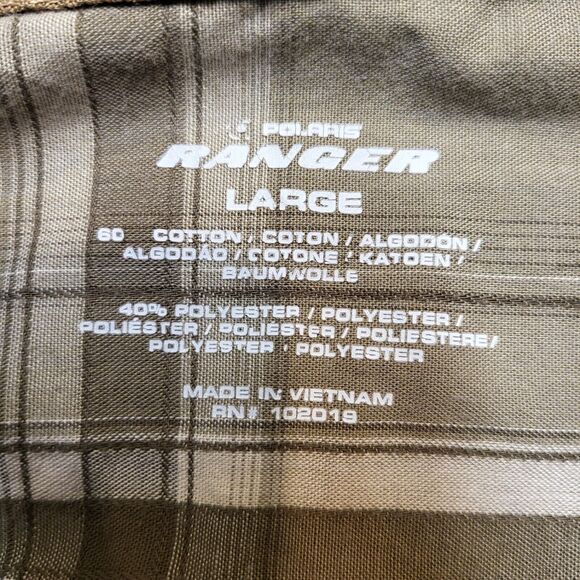 POLARIS
RANGER
LARGE
60 COTTON / COTON / ALGODÓN /
ALGODÃO / COTONE / KATOEN /
BAUMWOLLE
40% POLYESTER / POLYESTER /
POLIÉSTER / POLIÉSTER / POLIESTERE/
POLYESTER · POLYESTER
MADE IN VIETNAM
RN# 102019